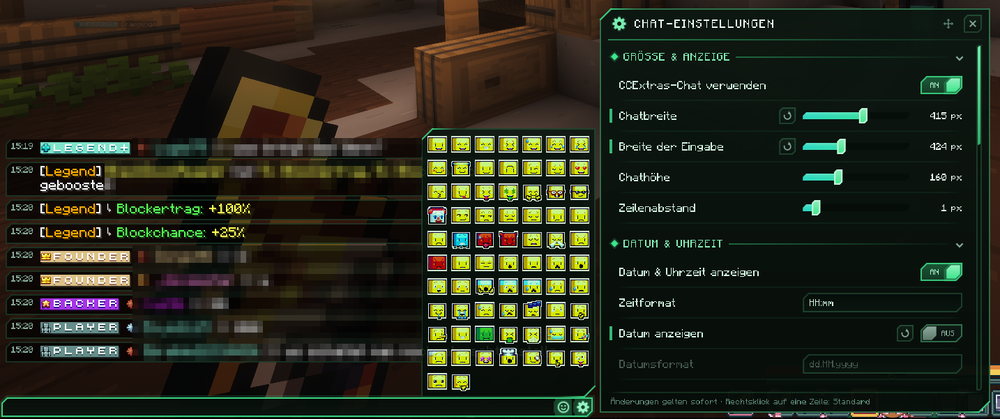 CHAT-EINSTELLUNGEN
GRÖSSE & ANZEIGE
CCExtras-Chat verwenden AN
Chatbreite 415 px
Breite der Eingabe 424 px
Chathöhe 160 px
Zeilenabstand 1 px
DATUM & UHRZEIT
Datum & Uhrzeit anzeigen AN
Zeitformat HH:mm
Datum anzeigen AUS
Datumsformat dd.MM.yyyy
Änderungen gelten sofort · Rechtsklick auf eine Zeile: Standard
15:19 LEGEND+
15:20 [Legend]
gebooste
15:20 [Legend] Blockertrag: +100%
15:20 [Legend] Blockchance: +25%
15:20 FOUNDER
15:20 FOUNDER
15:20 BACKER
15:20 PLAYER
15:20 PLAYER